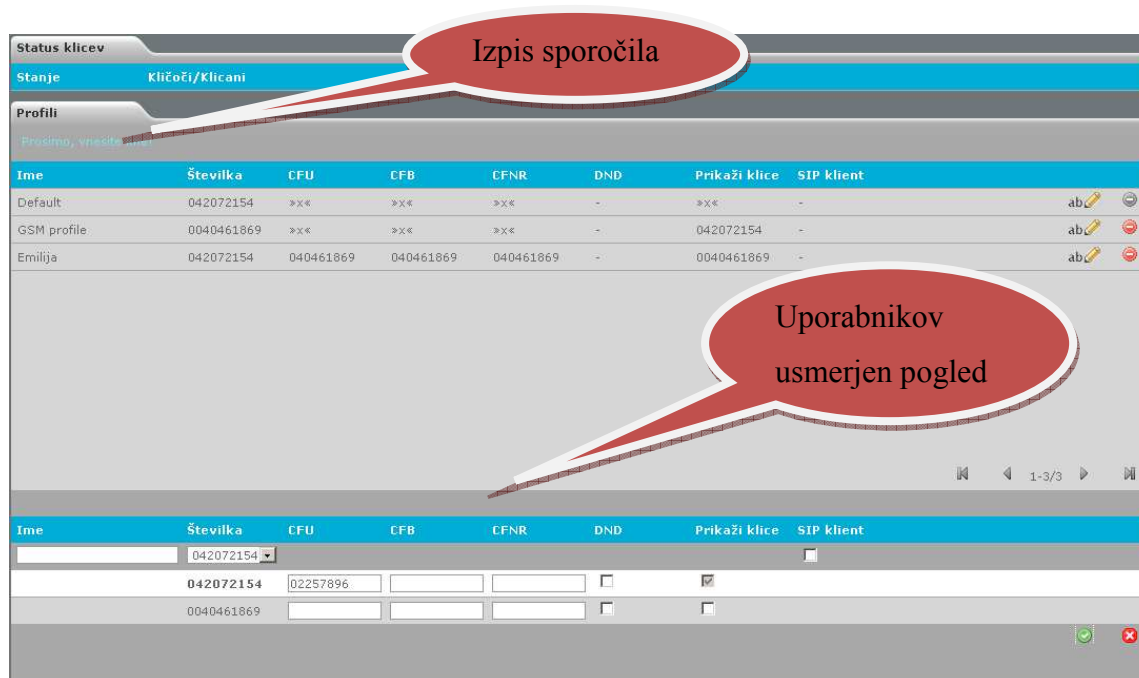 Izpis sporočila
Status klicev
Stanje Kličoči/Klicani
Profili
Prosimo, vnesite ime!
Ime Številka CFU CFB CFNR DND Prikaži klice SIP klient
Default 042072154 »x« »x« »x« - »x« - ab
GSM profile 0040461869 »x« »x« »x« - 042072154 - ab
Emilija 042072154 040461869 040461869 040461869 - 0040461869 - ab
Uporabnikov
usmerjen pogled
1-3/3
Ime Številka CFU CFB CFNR DND Prikaži klice SIP klient
042072154
042072154 02257896
0040461869